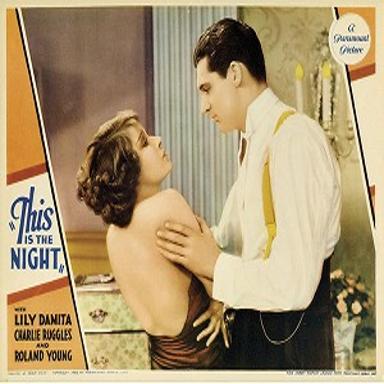 A
Paramount
Picture
"This
IS THE
NIGHT"
WITH
LILY DAMITA
CHARLIE RUGGLES
AND
ROLAND YOUNG